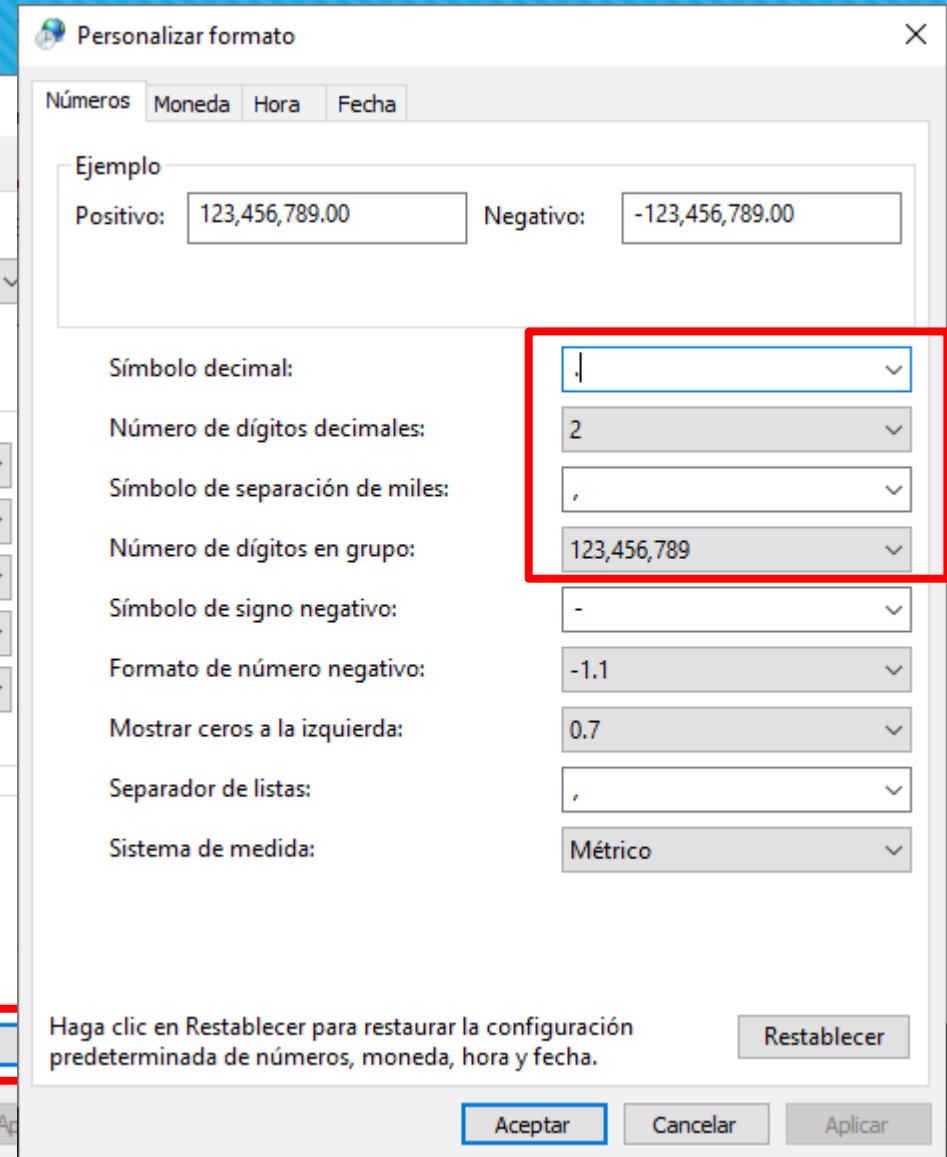 Personalizar formato
Números Moneda Hora Fecha
Ejemplo
Positivo: 123,456,789.00 Negativo: -123,456,789.00
Símbolo decimal: .
Número de dígitos decimales: 2
Símbolo de separación de miles: ,
Número de dígitos en grupo: 123,456,789
Símbolo de signo negativo: -
Formato de número negativo: -1.1
Mostrar ceros a la izquierda: 0.7
Separador de listas: ,
Sistema de medida: Métrico
Haga clic en Restablecer para restaurar la configuración
predeterminada de números, moneda, hora y fecha.
Restablecer
Aceptar Cancelar Aplicar